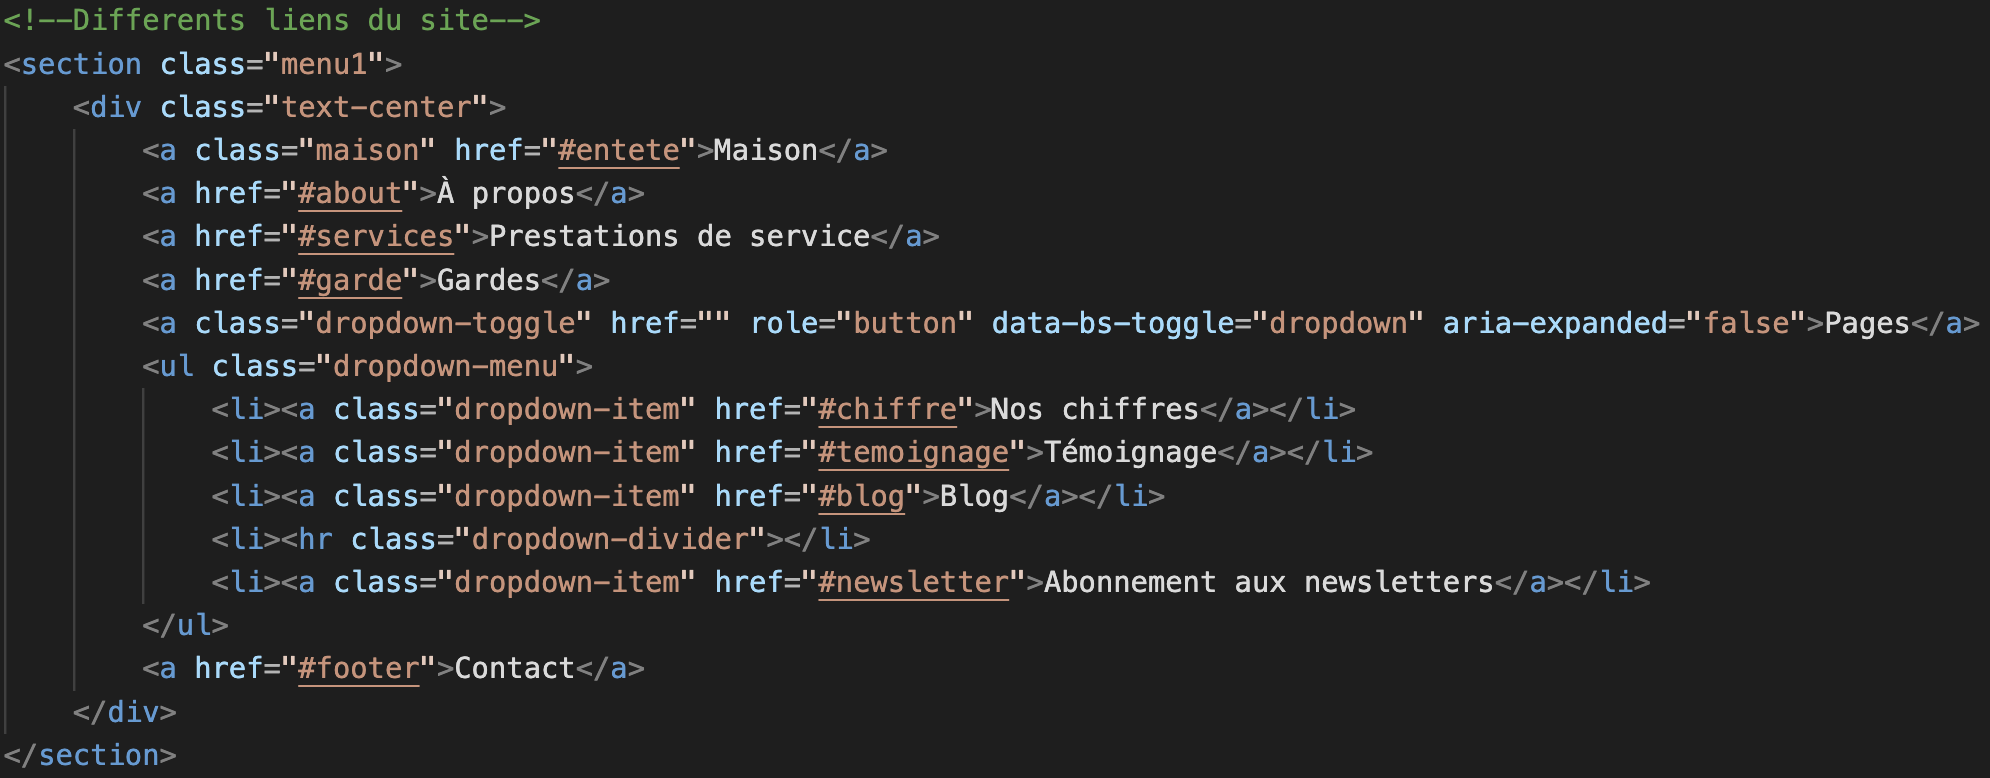 <!--Differents liens du site-->
<section class="menu1">
<div class="text-center">
<a class="maison" href="#entete">Maison</a>
<a href="#about">À propos</a>
<a href="#services">Prestations de service</a>
<a href="#garde">Gardes</a>
<a class="dropdown-toggle" href="" role="button" data-bs-toggle="dropdown" aria-expanded="false">Pages</a>
<ul class="dropdown-menu">
<li><a class="dropdown-item" href="#chiffre">Nos chiffres</a></li>
<li><a class="dropdown-item" href="#temoignage">Témoignage</a></li>
<li><a class="dropdown-item" href="#blog">Blog</a></li>
<li><hr class="dropdown-divider"></li>
<li><a class="dropdown-item" href="#newsletter">Abonnement aux newsletters</a></li>
</ul>
<a href="#footer">Contact</a>
</div>
</section>